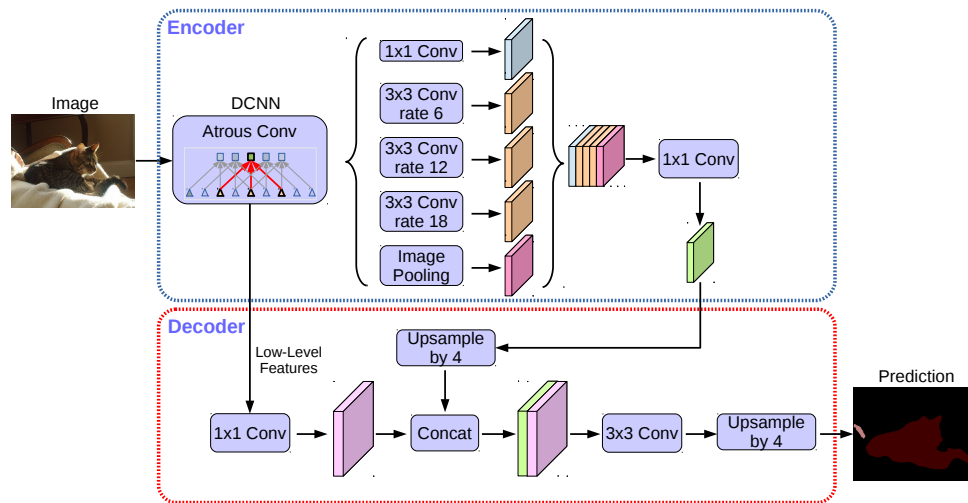 Encoder
Image
DCNN
Atrous Conv
1x1 Conv
3x3 Conv
rate 6
3x3 Conv
rate 12
3x3 Conv
rate 18
Image
Pooling
1x1 Conv
Decoder
Low-Level
Features
Upsample
by 4
1x1 Conv
Concat
3x3 Conv
Upsample
by 4
Prediction